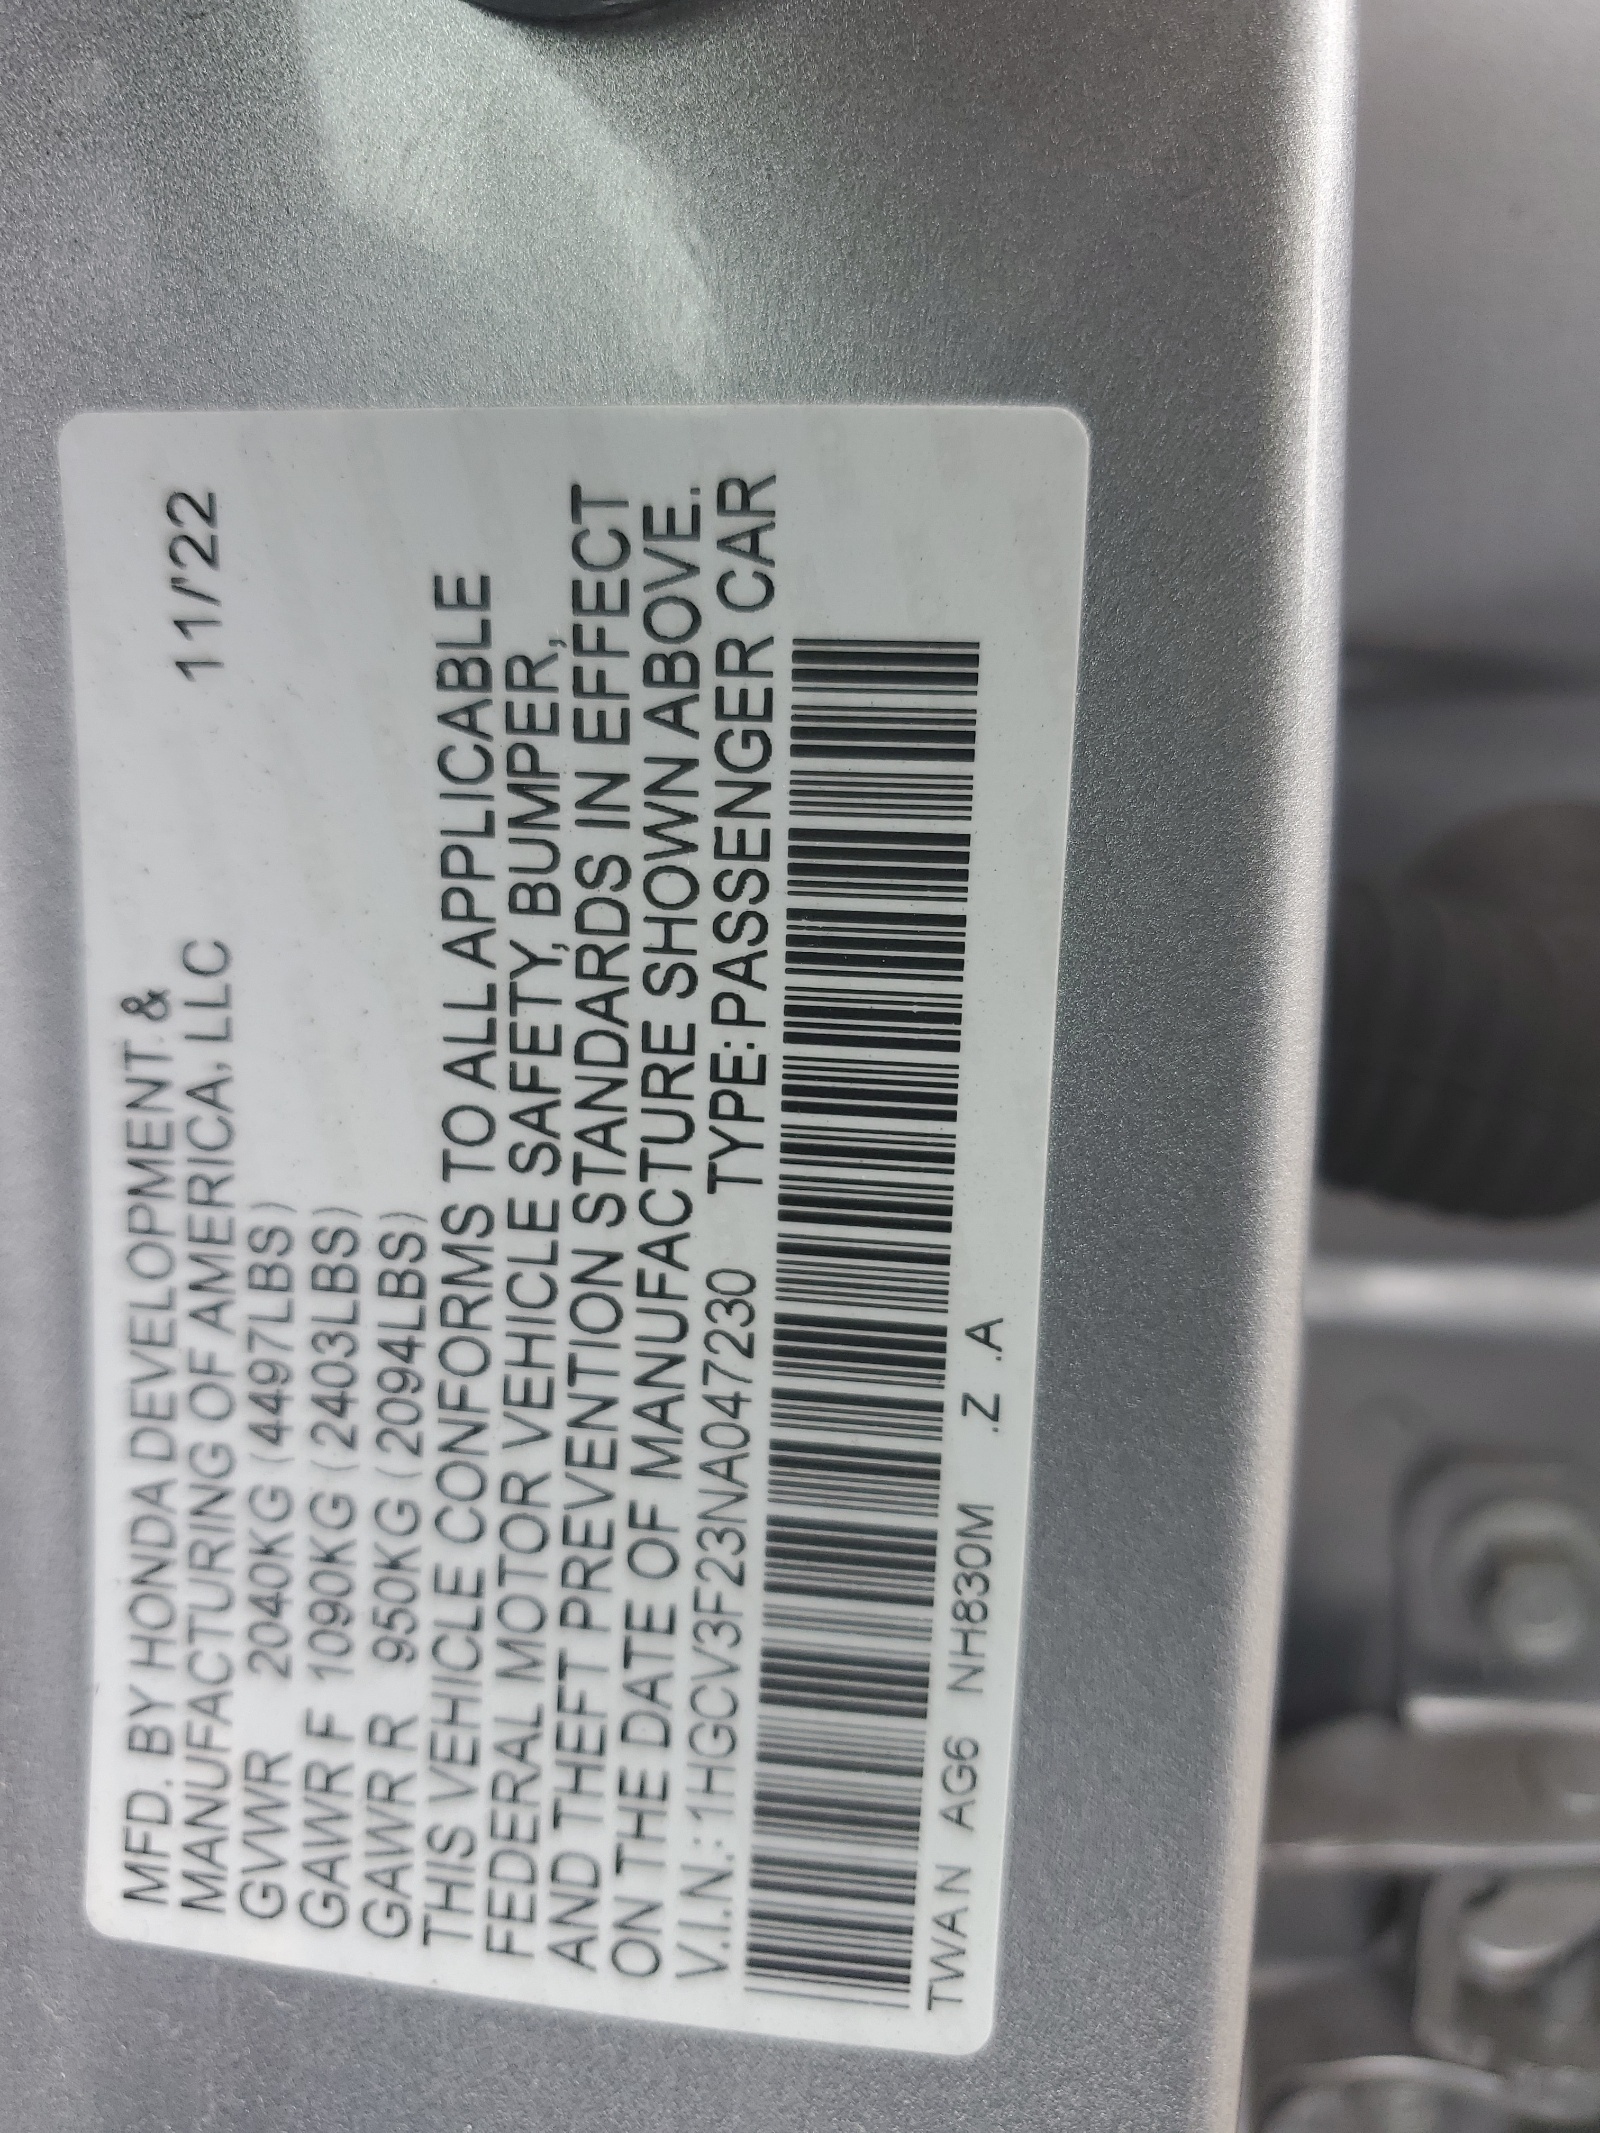 MFD. BY HONDA DEVELOPMENT &
MANUFACTURING OF AMERICA, LLC 11/'22
GVWR 2040KG (4497LBS)
GAWR F 1090KG (2403LBS)
GAWR R 950KG (2094LBS)
THIS VEHICLE CONFORMS TO ALL APPLICABLE
FEDERAL MOTOR VEHICLE SAFETY, BUMPER,
AND THEFT PREVENTION STANDARDS IN EFFECT
ON THE DATE OF MANUFACTURE SHOWN ABOVE.
V.I.N.:1HGCV3F23NA047230 TYPE:PASSENGER CAR
TWAN AG6 NH830M .Z .A